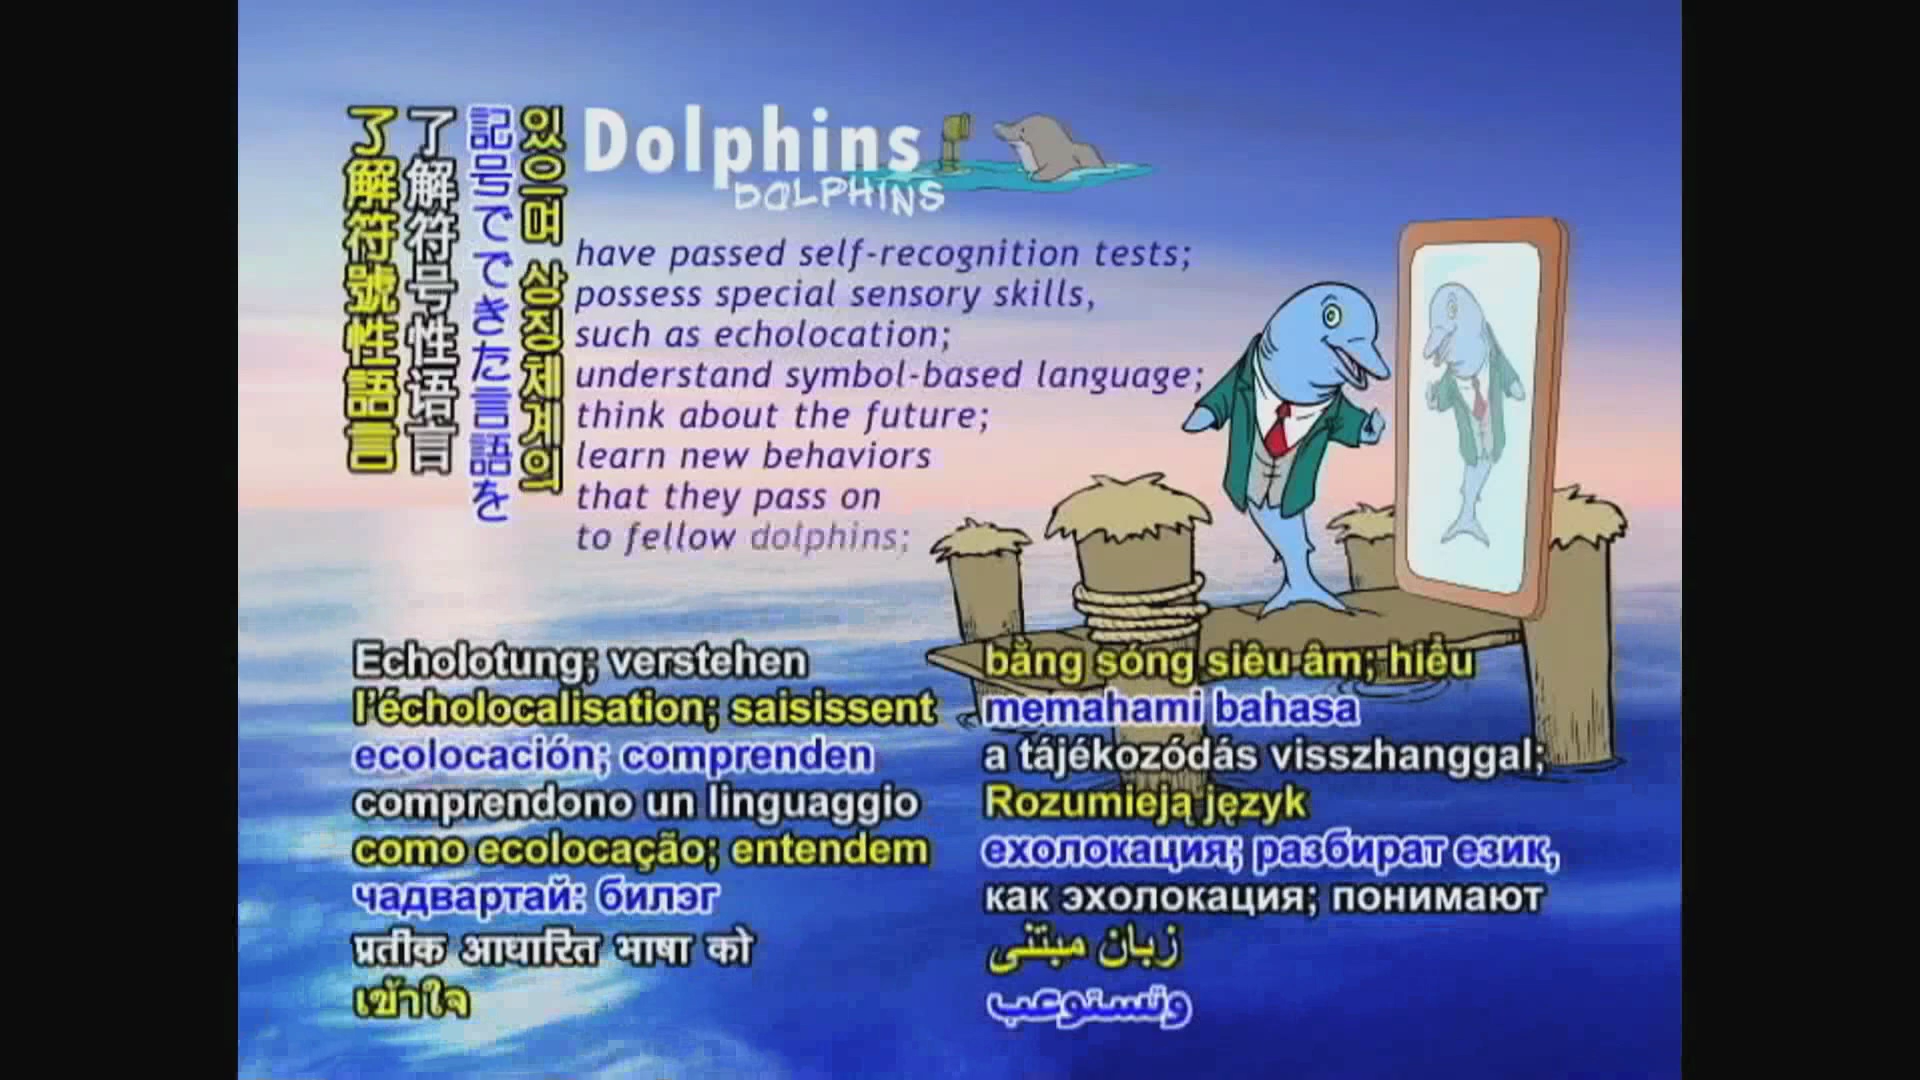 了解符號性語言
了解符号性语言
記号でできた言語を
있으며 상징체계의
Dolphins
DOLPHINS
have passed self-recognition tests;
possess special sensory skills,
such as echolocation;
understand symbol-based language;
think about the future;
learn new behaviors
that they pass on
to fellow dolphins;
Echolotung; verstehen
l'écholocalisation; saisissent
ecolocación; comprenden
comprendono un linguaggio
como ecolocação; entendem
чадвартай: билэг
प्रतीक आधारित भाषा को
เข้าใจ
bằng sóng siêu âm; hiểu
memahami bahasa
a tájékozódás visszhanggal;
Rozumieją język
ехолокация; разбират език,
как эхолокация; понимают
زبان مبتنی
وتستوعب